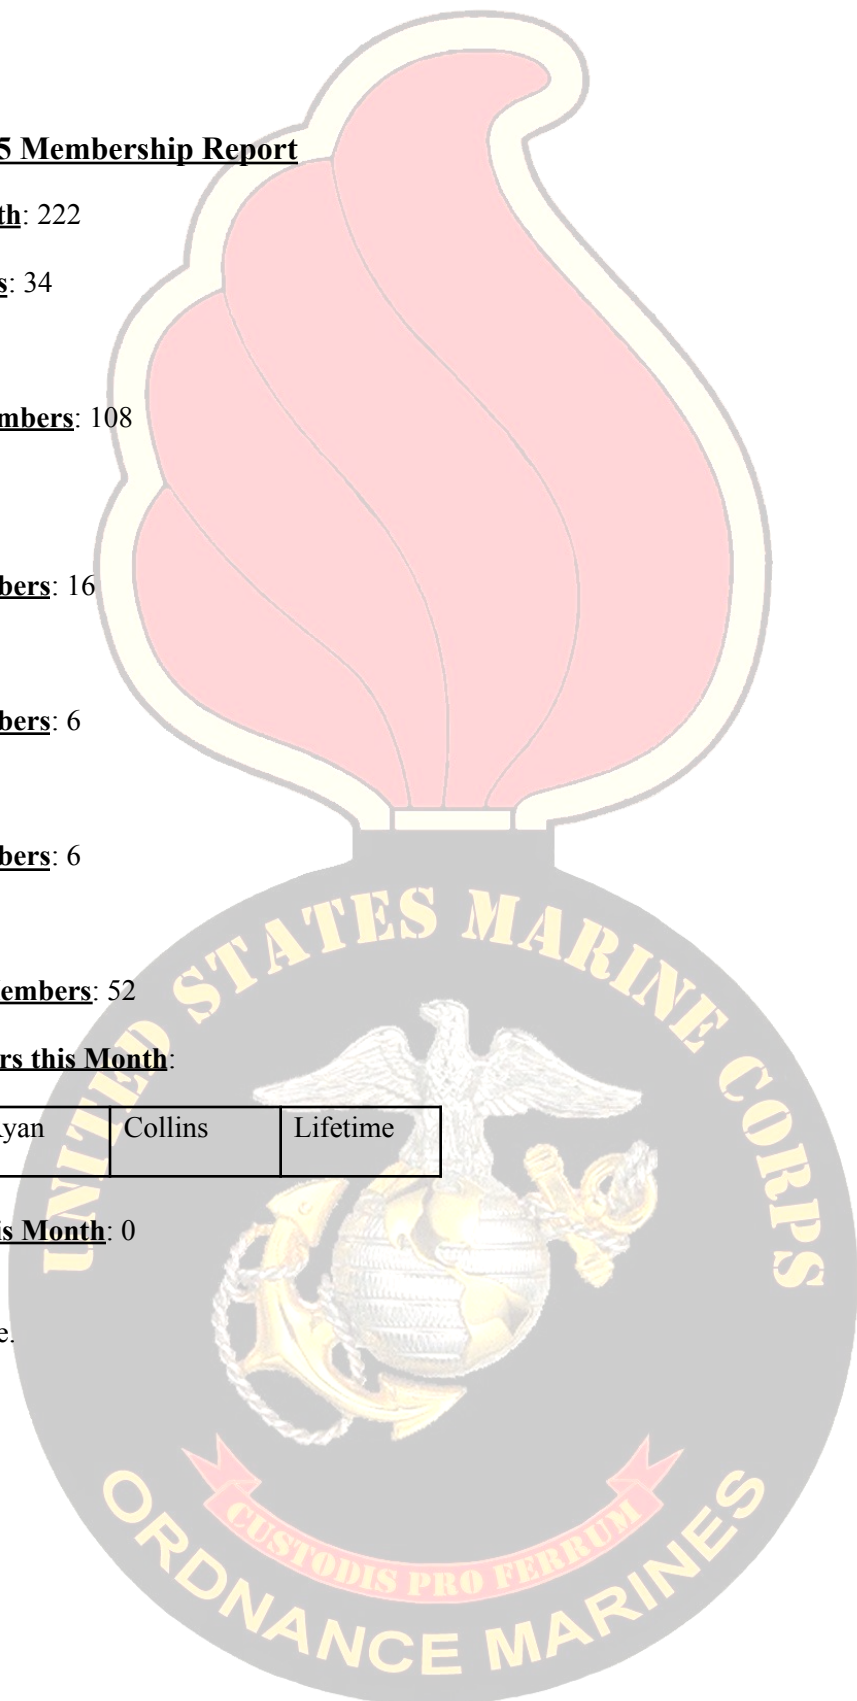 5 Membership Report
th: 222
s: 34
mbers: 108
bers: 16
bers: 6
bers: 6
embers: 52
rs this Month:
yan Collins Lifetime
is Month: 0
e.
UNITED STATES MARINE CORPS
CUSTODIS PRO FERRUM
ORDNANCE MARINES